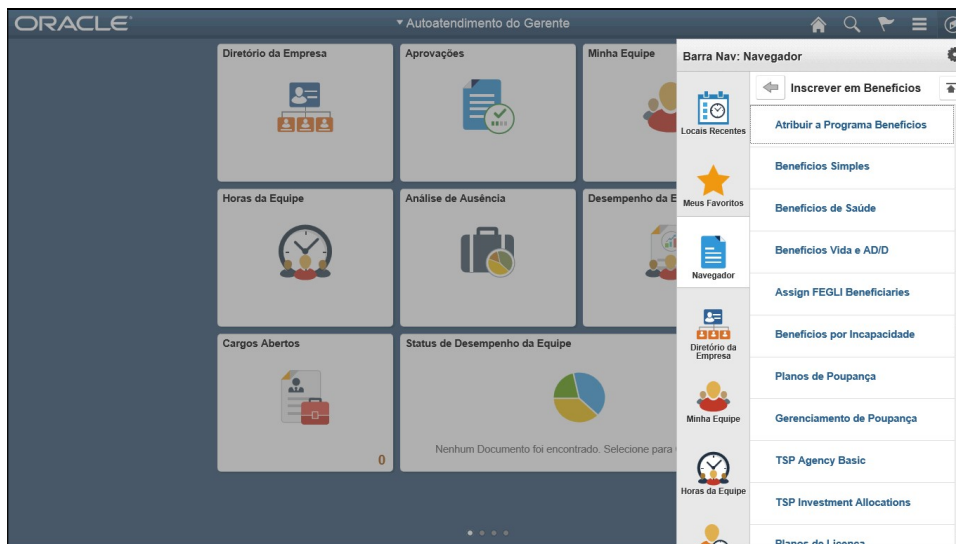 ORACLE
Autoatendimento do Gerente
Diretório da Empresa
Aprovações
Minha Equipe
Horas da Equipe
Análise de Ausência
Desempenho da E
Cargos Abertos
0
Status de Desempenho da Equipe
Nenhum Documento foi encontrado. Selecione para
Barra Nav: Navegador
Locais Recentes
Meus Favoritos
Navegador
Diretório da
Empresa
Minha Equipe
Horas da Equipe
Inscrever em Benefícios
Atribuir a Programa Benefícios
Benefícios Simples
Benefícios de Saúde
Benefícios Vida e AD/D
Assign FEGLI Beneficiaries
Benefícios por Incapacidade
Planos de Poupança
Gerenciamento de Poupança
TSP Agency Basic
TSP Investment Allocations
Planos de Licença